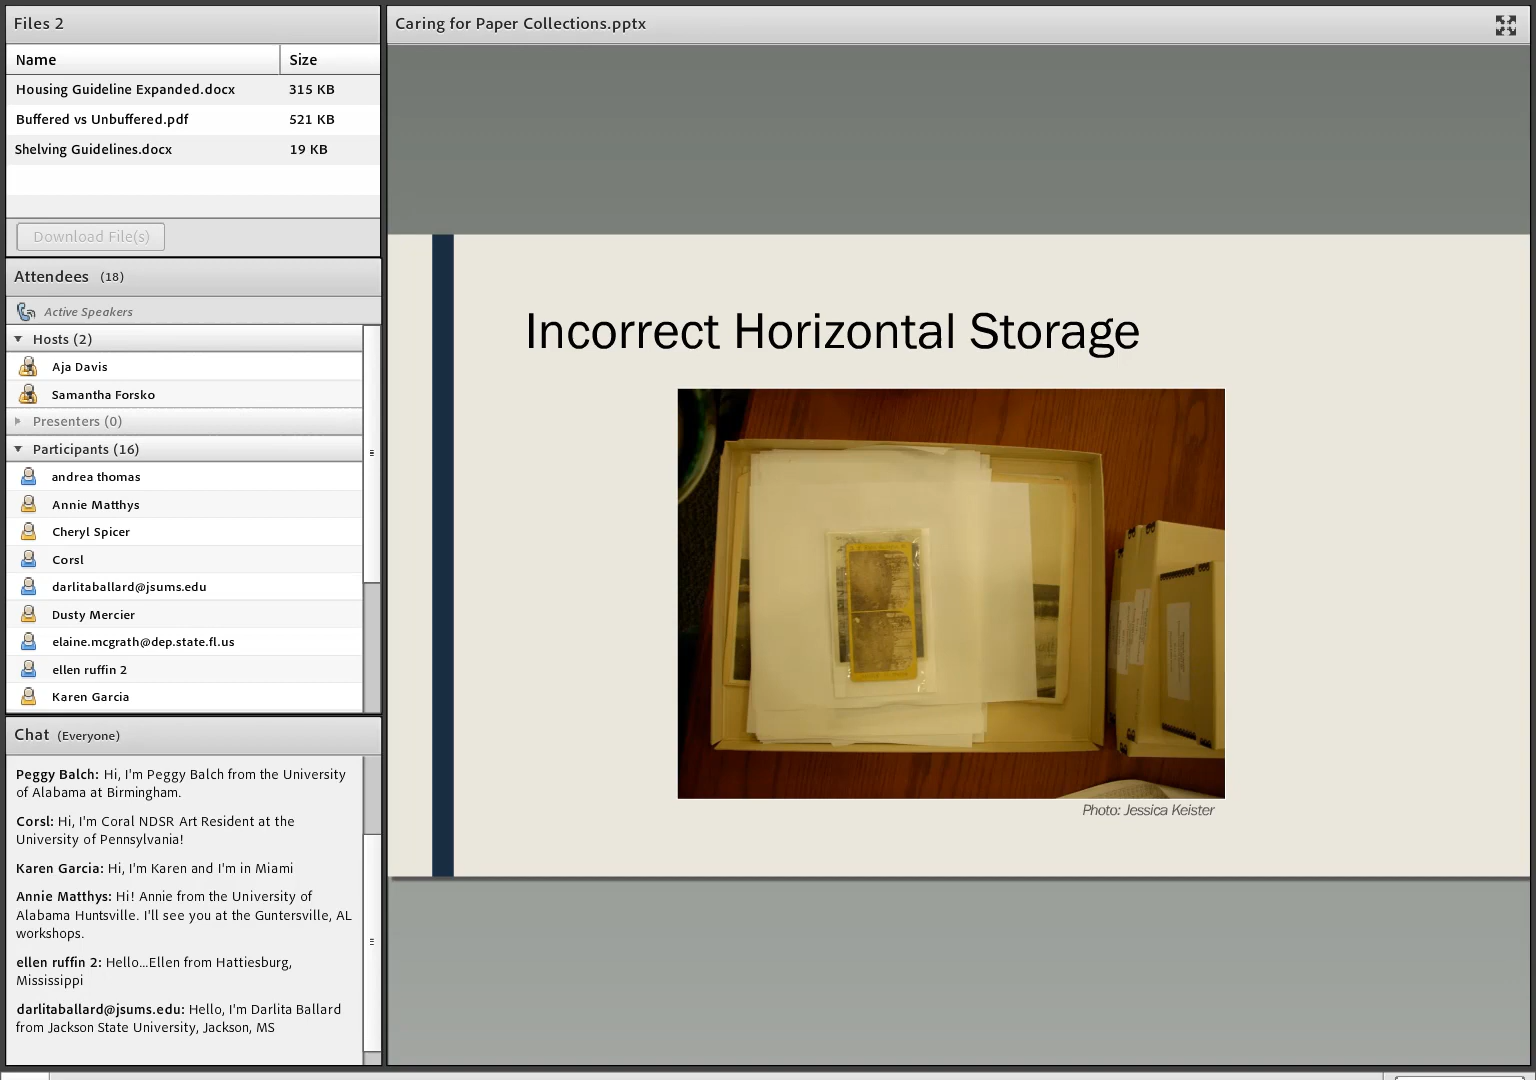 Files 2
Name Size
Housing Guideline Expanded.docx 315 KB
Buffered vs Unbuffered.pdf 521 KB
Shelving Guidelines.docx 19 KB
Download File(s)
Attendees (18)
Active Speakers
Hosts (2)
Aja Davis
Samantha Forsko
Presenters (0)
Participants (16)
andrea thomas
Annie Matthys
Cheryl Spicer
Corsl
darlitaballard@jsums.edu
Dusty Mercier
elaine.mcgrath@dep.state.fl.us
ellen ruffin 2
Karen Garcia
Chat (Everyone)
Peggy Balch: Hi, I'm Peggy Balch from the University
of Alabama at Birmingham.
Corsl: Hi, I'm Coral NDSR Art Resident at the
University of Pennsylvania!
Karen Garcia: Hi, I'm Karen and I'm in Miami
Annie Matthys: Hi! Annie from the University of
Alabama Huntsville. I'll see you at the Guntersville, AL
workshops.
ellen ruffin 2: Hello...Ellen from Hattiesburg,
Mississippi
darlitaballard@jsums.edu: Hello, I'm Darlita Ballard
from Jackson State University, Jackson, MS
Caring for Paper Collections.pptx
Incorrect Horizontal Storage
Photo: Jessica Keister